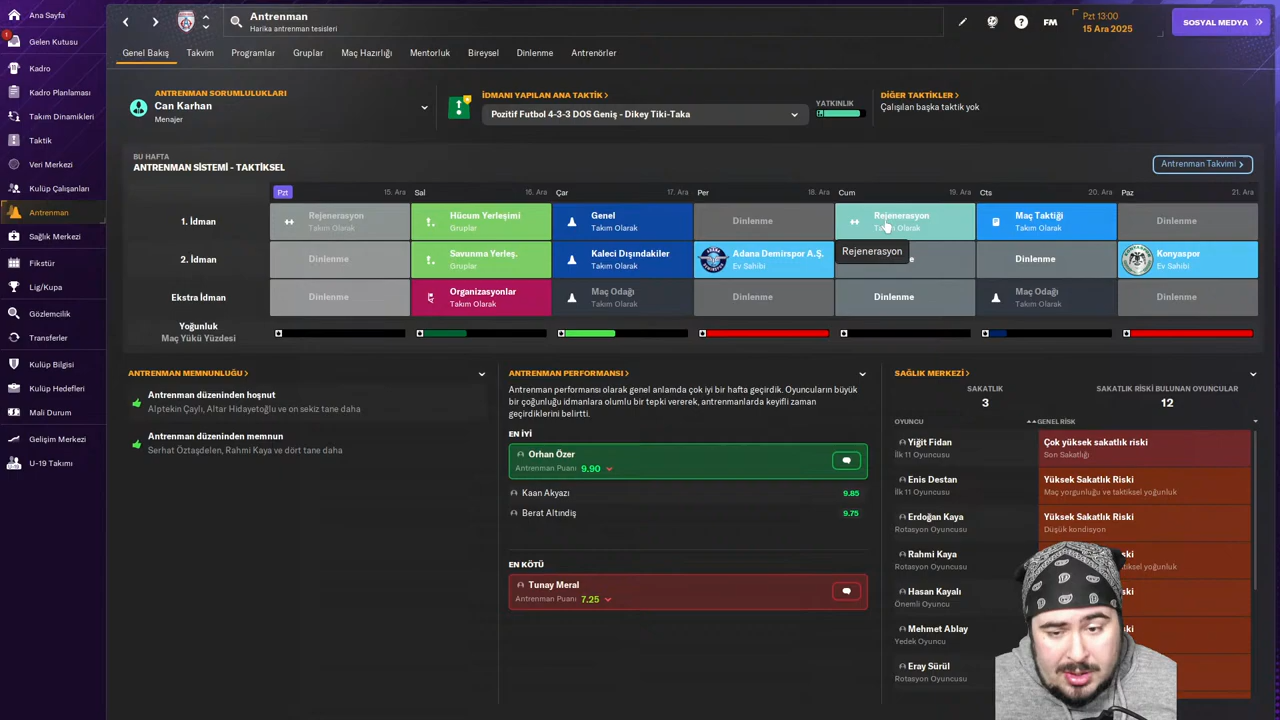 Ana Sayfa
1
Gelen Kutusu
Kadro
Kadro Planlaması
Takım Dinamikleri
Taktik
Veri Merkezi
Kulüp Çalışanları
Antrenman
Sağlık Merkezi
Fikstür
Lig/Kupa
Gözlemcilik
Transferler
Kulüp Bilgisi
Kulüp Hedefleri
Mali Durum
Gelişim Merkezi
U-19
U-19 Takımı
Antrenman
Harika antrenman tesisleri
FM
Pzt 13:00
15 Ara 2025
SOSYAL MEDYA
Genel Bakış Takvim Programlar Gruplar Maç Hazırlığı Mentorluk Bireysel Dinlenme Antrenörler
ANTRENMAN SORUMLULUKLARI
Can Karhan
Menajer
İDMANI YAPILAN ANA TAKTİK >
Pozitif Futbol 4-3-3 DOS Geniş - Dikey Tiki-Taka
YATKINLIK
DİĞER TAKTİKLER >
Çalışılan başka taktik yok
BU HAFTA
ANTRENMAN SİSTEMİ - TAKTİKSEL
Antrenman Takvimi >
Pzt 15. Ara Sal 16. Ara Çar 17. Ara Per 18. Ara Cum 19. Ara Cts 20. Ara Paz 21. Ara
1. İdman
Rejenerasyon
Takım Olarak
Hücum Yerleşimi
Gruplar
Genel
Takım Olarak
Dinlenme
Rejenerasyon
Takım Olarak
Maç Taktiği
Takım Olarak
Dinlenme
2. İdman
Dinlenme
Savunma Yerleş.
Gruplar
Kaleci Dışındakiler
Takım Olarak
Adana Demirspor A.Ş.
Ev Sahibi
Rejenerasyon
Dinlenme
Konyaspor
Ev Sahibi
Ekstra İdman
Dinlenme
Organizasyonlar
Takım Olarak
Maç Odağı
Takım Olarak
Dinlenme
Dinlenme
Maç Odağı
Takım Olarak
Dinlenme
Yoğunluk
Maç Yükü Yüzdesi
ANTRENMAN MEMNUNLUĞU >
Antrenman düzeninden hoşnut
Alptekin Çaylı, Altar Hidayetoğlu ve on sekiz tane daha
Antrenman düzeninden memnun
Serhat Öztaşdelen, Rahmi Kaya ve dört tane daha
ANTRENMAN PERFORMANSI >
Antrenman performansı olarak genel anlamda çok iyi bir hafta geçirdik. Oyuncuların büyük
bir çoğunluğu idmanlara olumlu bir tepki vererek, antrenmanlarda keyifli zaman
geçirdiklerini belirtti.
EN İYİ
Orhan Özer
Antrenman Puanı 9.90
Kaan Akyazı 9.85
Berat Altındiş 9.75
EN KÖTÜ
Tunay Meral
Antrenman Puanı 7.25
SAĞLIK MERKEZİ >
SAKATLIK
3
SAKATLIK RİSKİ BULUNAN OYUNCULAR
12
OYUNCU GENEL RİSK
Yiğit Fidan
İlk 11 Oyuncusu
Çok yüksek sakatlık riski
Son Sakatlığı
Enis Destan
İlk 11 Oyuncusu
Yüksek Sakatlık Riski
Maç yorgunluğu ve taktiksel yoğunluk
Erdoğan Kaya
Rotasyon Oyuncusu
Yüksek Sakatlık Riski
Düşük kondisyon
Rahmi Kaya
Rotasyon Oyuncusu
Hasan Kayalı
Önemli Oyuncu
Mehmet Ablay
Yedek Oyuncu
Eray Sürül
Rotasyon Oyuncusu